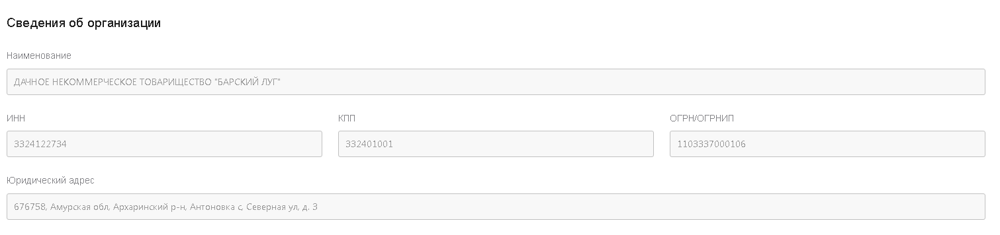 Сведения об организации
Наименование
ДАЧНОЕ НЕКОММЕРЧЕСКОЕ ТОВАРИЩЕСТВО "БАРСКИЙ ЛУГ"
ИНН КПП ОГРН/ОГРНИП
3324122734 332401001 1103337000106
Юридический адрес
676758, Амурская обл, Архаринский р-н, Антоновка с, Северная ул, д. 3